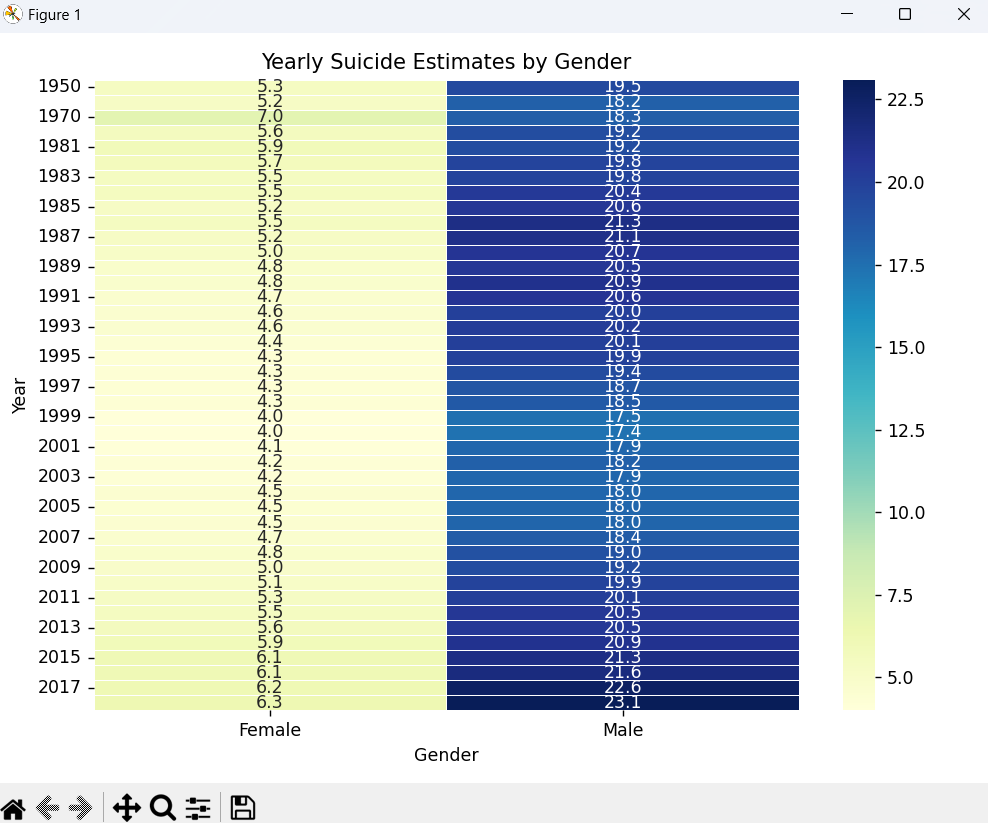 Figure 1
Yearly Suicide Estimates by Gender
1950 5.3 19.5 22.5
5.2 18.2
1970 7.0 18.3
5.6 19.2
1981 5.9 19.2
5.7 19.8 20.0
1983 5.5 19.8
5.5 20.4
1985 5.2 20.6
5.5 21.3
1987 5.2 21.1
5.0 20.7
1989 4.8 20.5 17.5
4.8 20.9
1991 4.7 20.6
4.6 20.0
1993 4.6 20.2
4.4 20.1 15.0
1995 4.3 19.9
4.3 19.4
Year 1997 4.3 18.7
4.3 18.5
1999 4.0 17.5
4.0 17.4 12.5
2001 4.1 17.9
4.2 18.2
2003 4.2 17.9
4.5 18.0
2005 4.5 18.0 10.0
4.5 18.0
2007 4.7 18.4
4.8 19.0
2009 5.0 19.2
5.1 19.9
2011 5.3 20.1 7.5
5.5 20.5
2013 5.6 20.5
5.9 20.9
2015 6.1 21.3
6.1 21.6 5.0
2017 6.2 22.6
6.3 23.1
Female Male
Gender